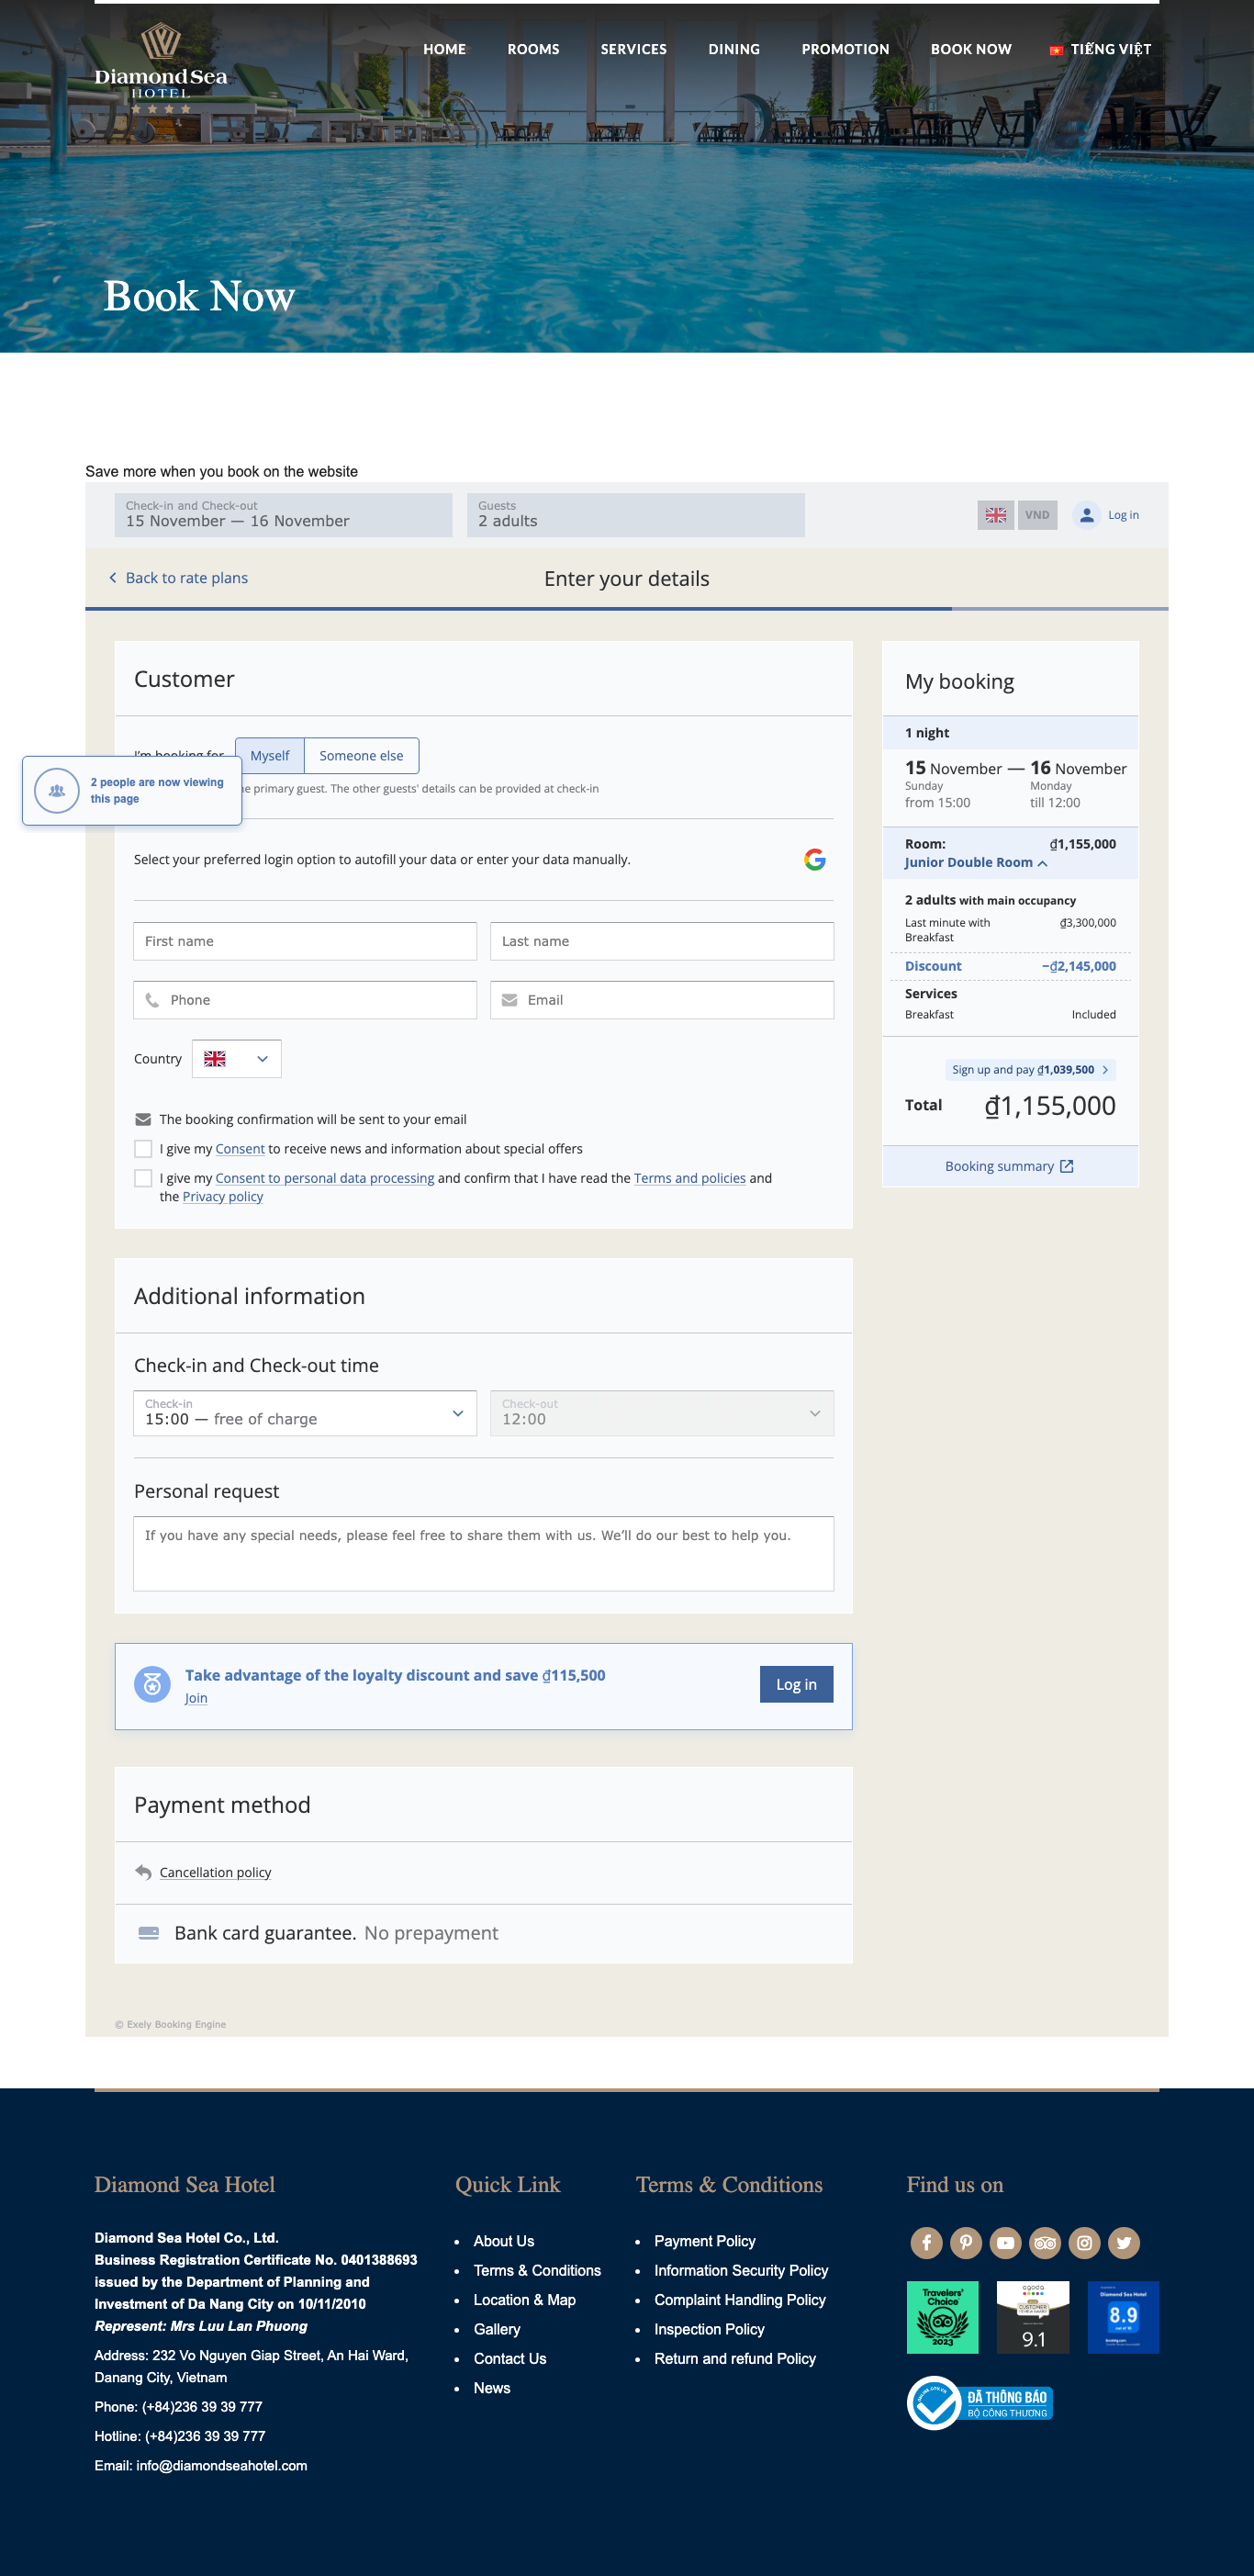 Diamond Sea
HOTEL
HOME
ROOMS
SERVICES
DINING
PROMOTION
BOOK NOW
TIẾNG VIỆT
Book Now
Save more when you book on the website
Check-in and Check-out
15 November — 16 November
Guests
2 adults
VND
Log in
Back to rate plans
Enter your details
Customer
Myself
Someone else
primary guest. The other guests' details can be provided at check-in
2 people are now viewing
this page
Select your preferred login option to autofill your data or enter your data manually.
First name
Last name
Phone
Email
Country
The booking confirmation will be sent to your email
I give my Consent to receive news and information about special offers
I give my Consent to personal data processing and confirm that I have read the Terms and policies and
the Privacy policy
My booking
1 night
15 November — 16 November
Sunday
Monday
from 15:00
till 12:00
Room:
₫1,155,000
Junior Double Room
2 adults with main occupancy
Last minute with
Breakfast
₫3,300,000
Discount
−₫2,145,000
Services
Breakfast
Included
Sign up and pay ₫1,039,500
Total
₫1,155,000
Booking summary
Additional information
Check-in and Check-out time
Check-in
15:00 — free of charge
Check-out
12:00
Personal request
If you have any special needs, please feel free to share them with us. We'll do our best to help you.
Take advantage of the loyalty discount and save ₫115,500
Join
Log in
Payment method
Cancellation policy
Bank card guarantee. No prepayment
© Exely Booking Engine
Diamond Sea Hotel
Diamond Sea Hotel Co., Ltd.
Business Registration Certificate No. 0401388693
issued by the Department of Planning and
Investment of Da Nang City on 10/11/2010
Represent: Mrs Luu Lan Phuong
Address: 232 Vo Nguyen Giap Street, An Hai Ward,
Danang City, Vietnam
Phone: (+84)236 39 39 777
Hotline: (+84)236 39 39 777
Email: info@diamondseahotel.com
Quick Link
About Us
Terms & Conditions
Location & Map
Gallery
Contact Us
News
Terms & Conditions
Payment Policy
Information Security Policy
Complaint Handling Policy
Inspection Policy
Return and refund Policy
Find us on
Travelers'
Choice
2023
agoda
CUSTOMER
9.1
Diamond Sea Hotel
8.9
Booking.com
ONLINE.GOV.VN
ĐÃ THÔNG BÁO
BỘ CÔNG THƯƠNG